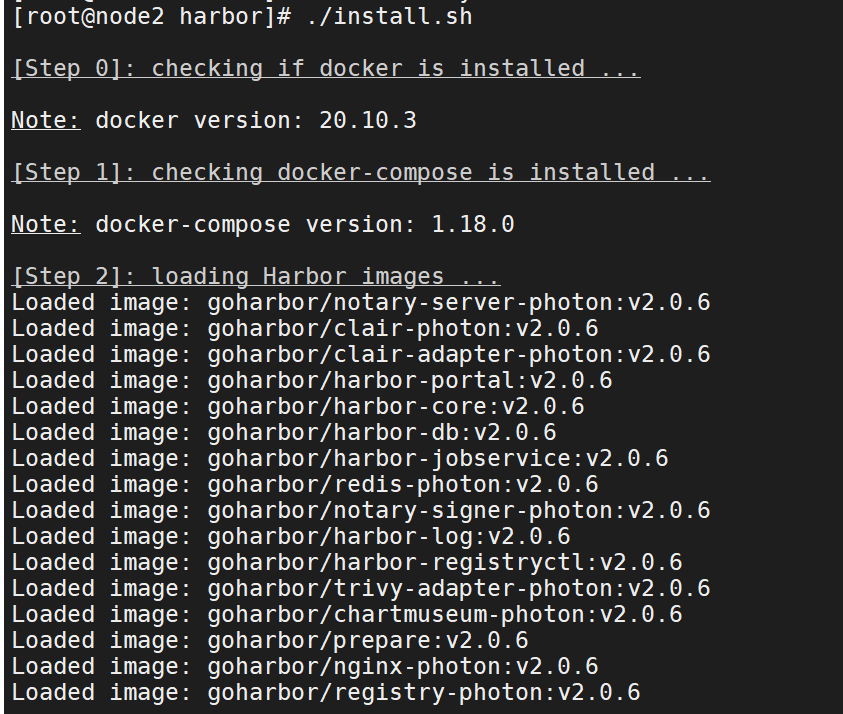 [root@node2 harbor]# ./install.sh
[Step 0]: checking if docker is installed ...
Note: docker version: 20.10.3
[Step 1]: checking docker-compose is installed ...
Note: docker-compose version: 1.18.0
[Step 2]: loading Harbor images ...
Loaded image: goharbor/notary-server-photon:v2.0.6
Loaded image: goharbor/clair-photon:v2.0.6
Loaded image: goharbor/clair-adapter-photon:v2.0.6
Loaded image: goharbor/harbor-portal:v2.0.6
Loaded image: goharbor/harbor-core:v2.0.6
Loaded image: goharbor/harbor-db:v2.0.6
Loaded image: goharbor/harbor-jobservice:v2.0.6
Loaded image: goharbor/redis-photon:v2.0.6
Loaded image: goharbor/notary-signer-photon:v2.0.6
Loaded image: goharbor/harbor-log:v2.0.6
Loaded image: goharbor/harbor-registryctl:v2.0.6
Loaded image: goharbor/trivy-adapter-photon:v2.0.6
Loaded image: goharbor/chartmuseum-photon:v2.0.6
Loaded image: goharbor/prepare:v2.0.6
Loaded image: goharbor/nginx-photon:v2.0.6
Loaded image: goharbor/registry-photon:v2.0.6